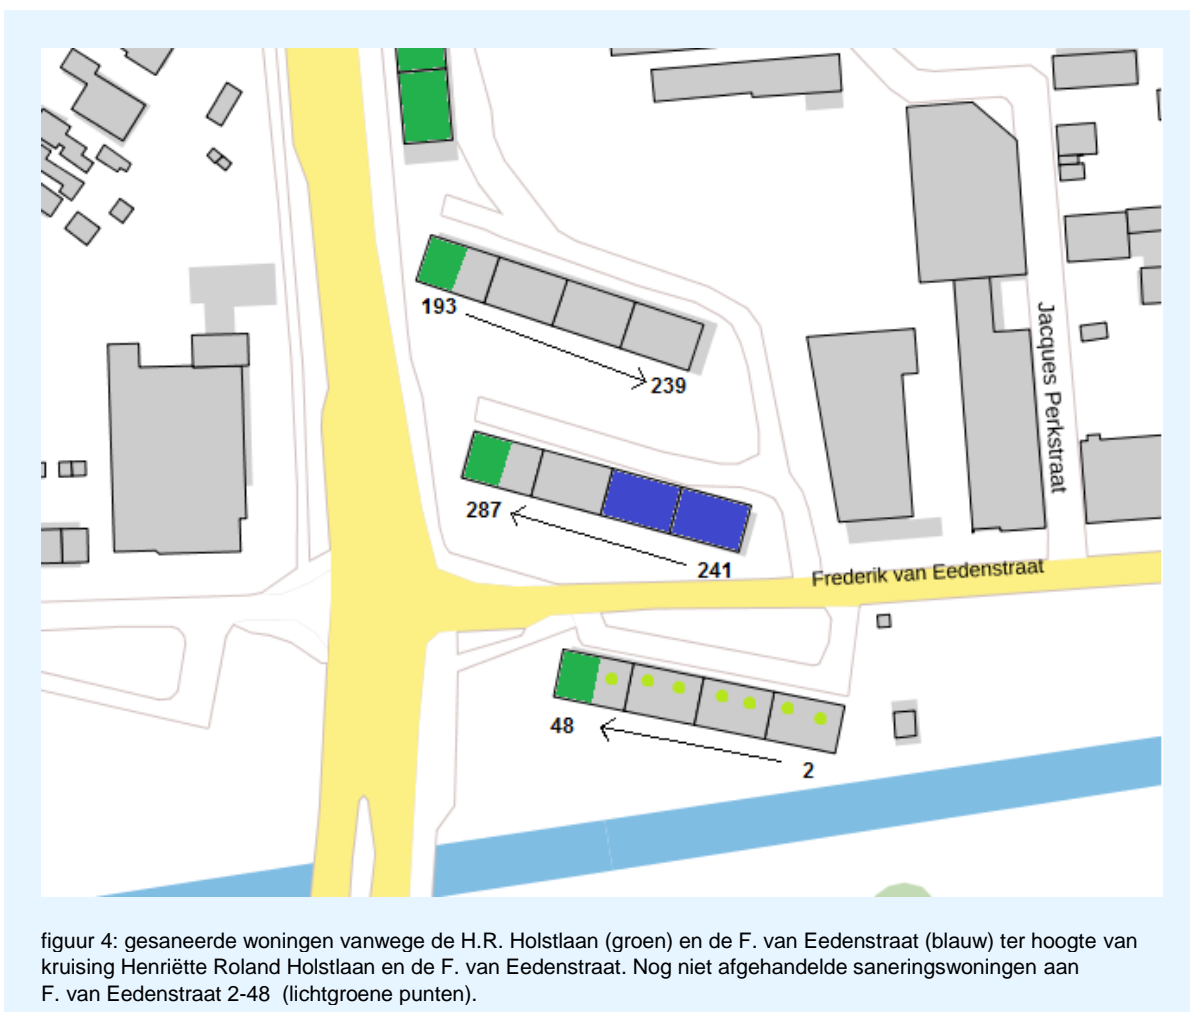 193
239
Jacques Perkstraat
287
241
Frederik van Eedenstraat
48
2
figuur 4: gesaneerde woningen vanwege de H.R. Holstlaan (groen) en de F. van Eedenstraat (blauw) ter hoogte van
kruising Henriëtte Roland Holstlaan en de F. van Eedenstraat. Nog niet afgehandelde saneringswoningen aan
F. van Eedenstraat 2-48 (lichtgroene punten).